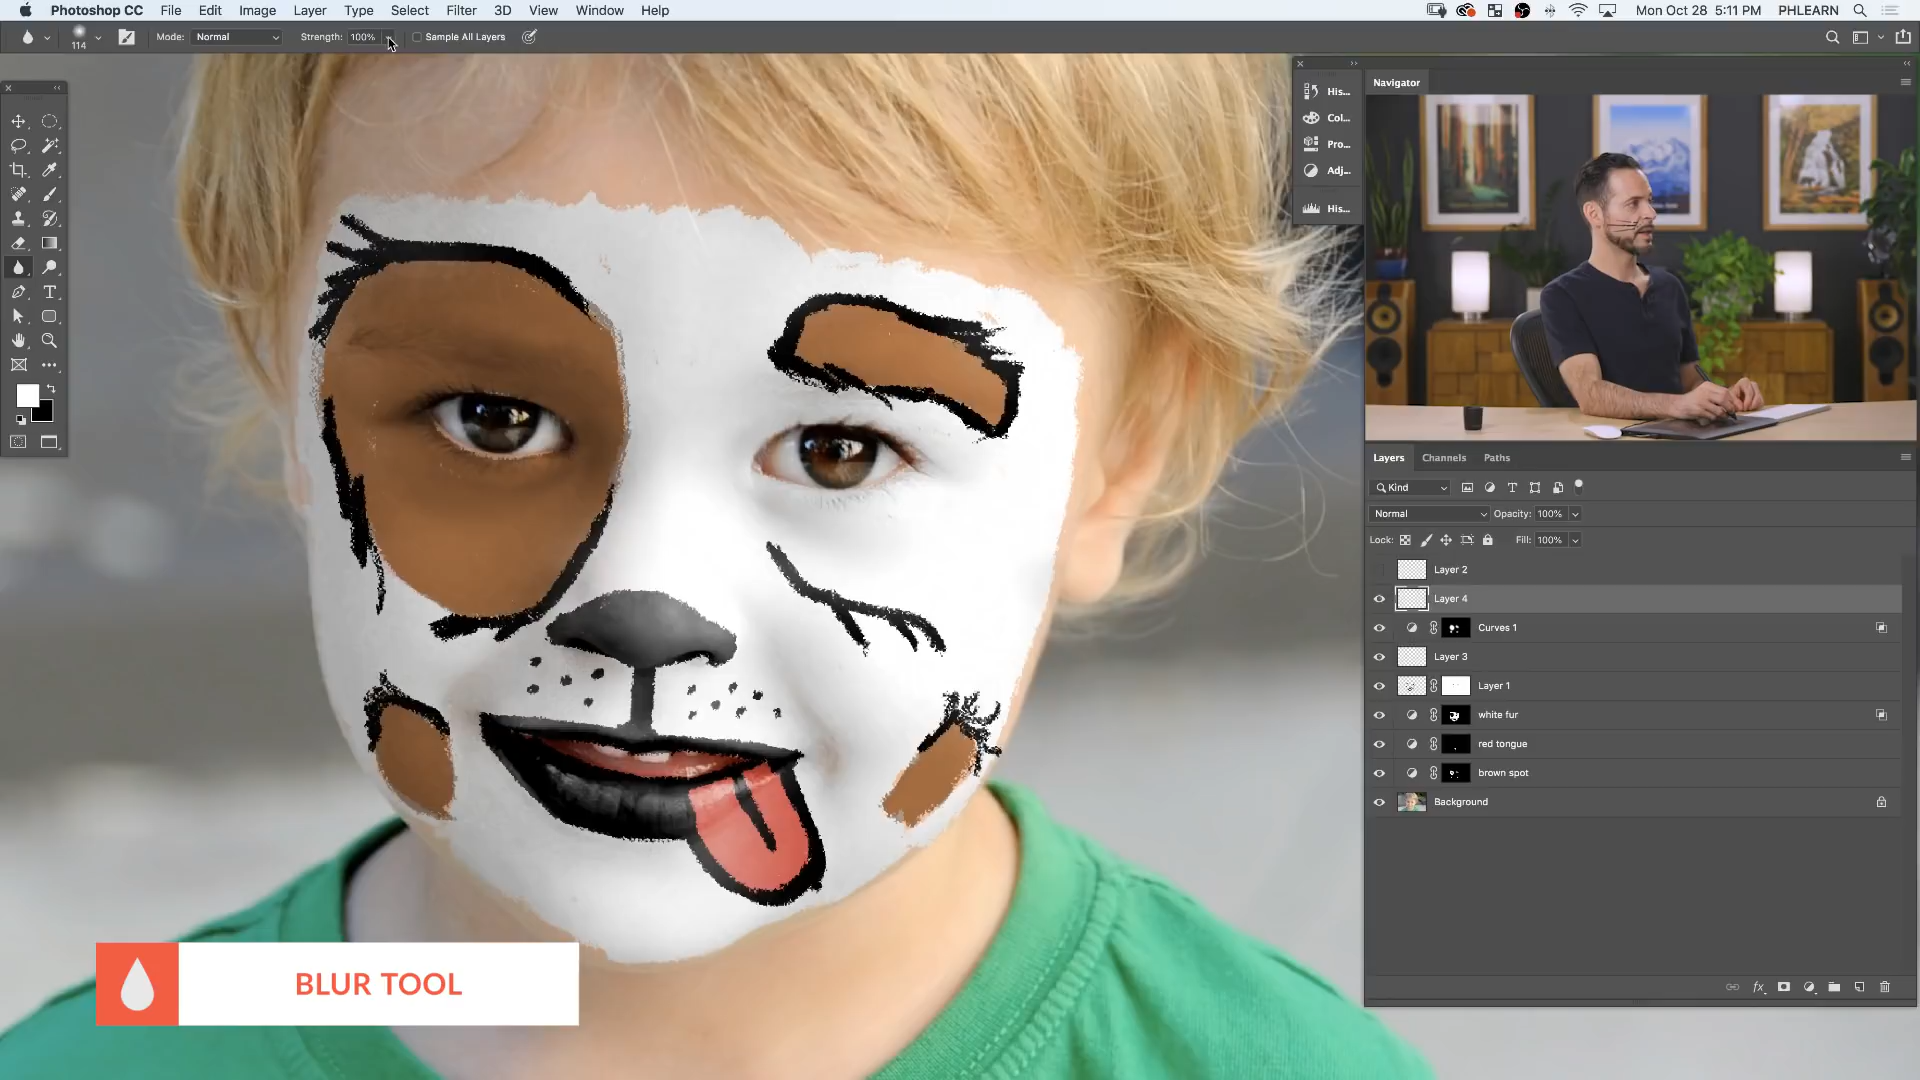 Photoshop CC File Edit Image Layer Type Select Filter 3D View Window Help
Mon Oct 28 5:11 PM PHLEARN
114
Mode: Normal
Strength: 100%
Sample All Layers
His...
Col...
Pro...
Adj...
His...
Navigator
Layers Channels Paths
Kind
Normal Opacity: 100%
Lock: Fill: 100%
Layer 2
Layer 4
Curves 1
Layer 3
Layer 1
white fur
red tongue
brown spot
Background
fx
BLUR TOOL